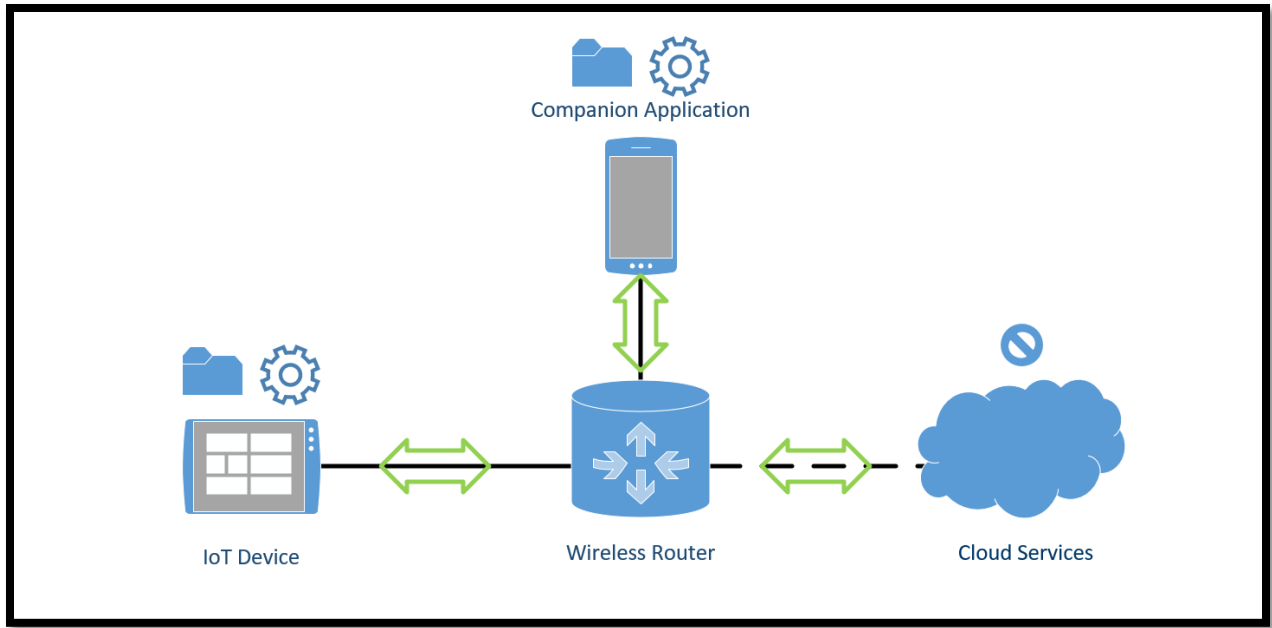 Companion Application
IoT Device
Wireless Router
Cloud Services